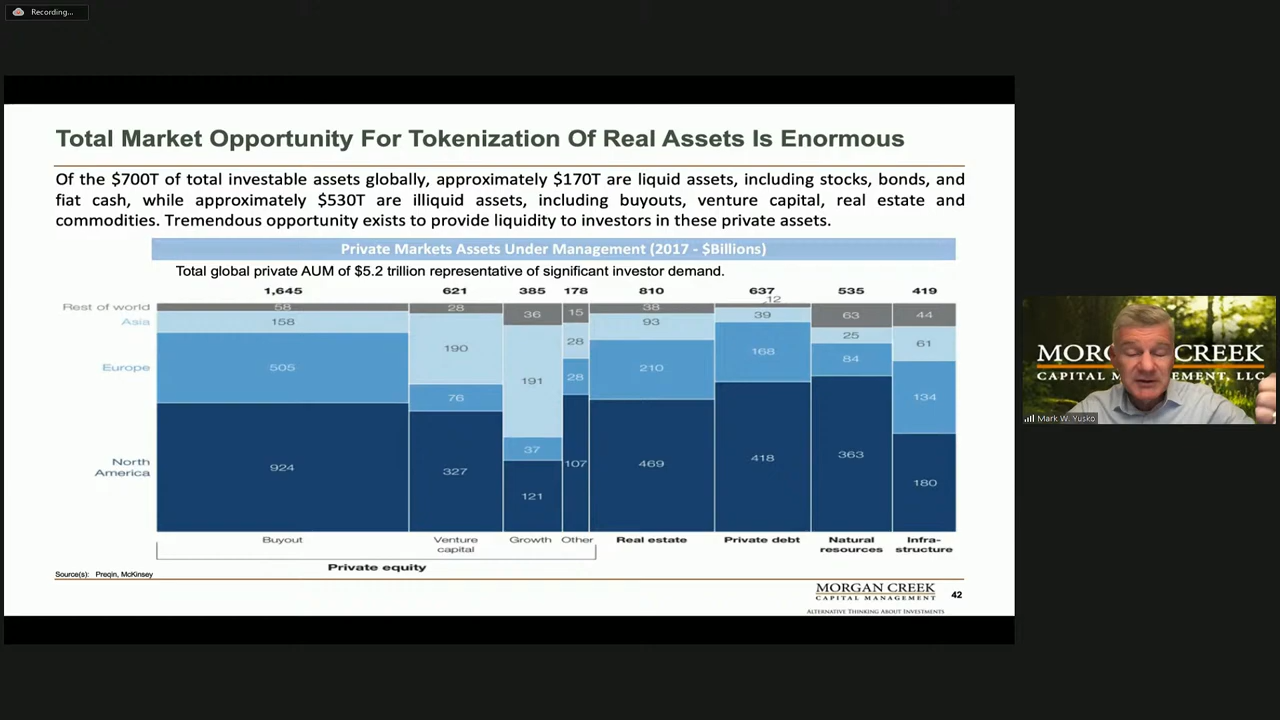 Recording...
Total Market Opportunity For Tokenization Of Real Assets Is Enormous
Of the $700T of total investable assets globally, approximately $170T are liquid assets, including stocks, bonds, and
fiat cash, while approximately $530T are illiquid assets, including buyouts, venture capital, real estate and
commodities. Tremendous opportunity exists to provide liquidity to investors in these private assets.
Private Markets Assets Under Management (2017 - $Billions)
Total global private AUM of $5.2 trillion representative of significant investor demand.
1,645 621 385 178 810 637 535 419
Rest of world 58 28 36 15 38 12 63 44
Asia 158 190 191 28 93 39 25 61
Europe 505 76 37 28 210 168 84 134
North
America 924 327 121 107 469 418 363 180
Buyout Venture Growth Other Real estate Private debt Natural Infra-
capital resources structure
Private equity
Source(s): Preqin, McKinsey
MORGAN CREEK
CAPITAL MANAGEMENT
ALTERNATIVE THINKING ABOUT INVESTMENTS
42
MORG CREEK
CAPITAL M MENT, LLC
Mark W. Yusko